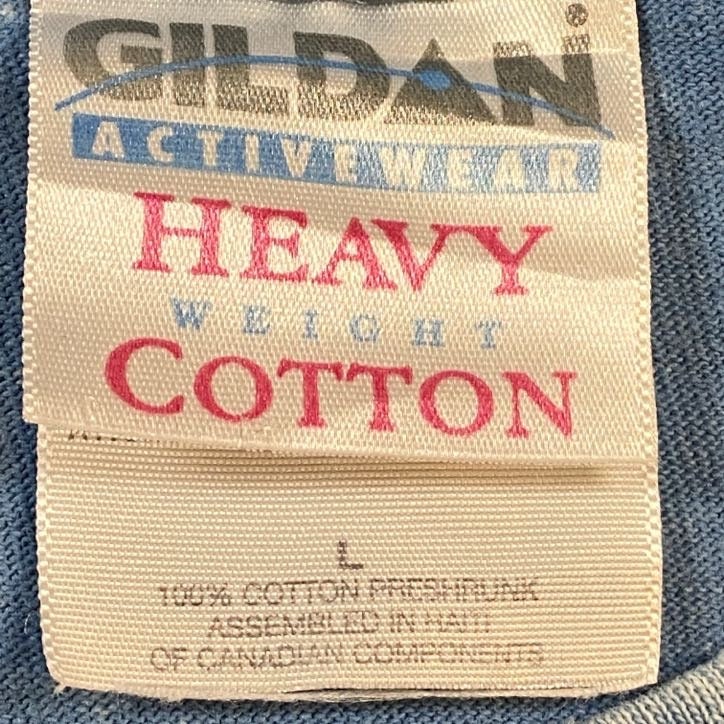 GILDAN®
ACTIVEWEAR
HEAVY
WEIGHT
COTTON
L
100% COTTON PRESHRUNK
ASSEMBLED IN HAITI
OF CANADIAN COMPONENTS